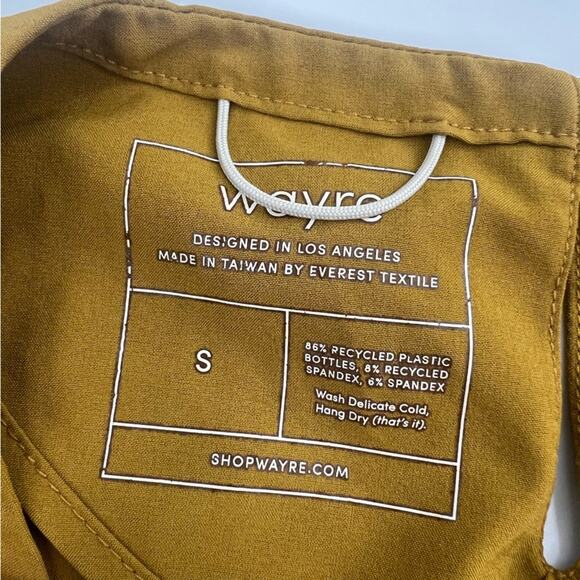 wayre
DESIGNED IN LOS ANGELES
MADE IN TAIWAN BY EVEREST TEXTILE
S
86% RECYCLED PLASTIC
BOTTLES, 8% RECYCLED
SPANDEX, 6% SPANDEX
Wash Delicate Cold,
Hang Dry (that's it).
SHOPWAYRE.COM